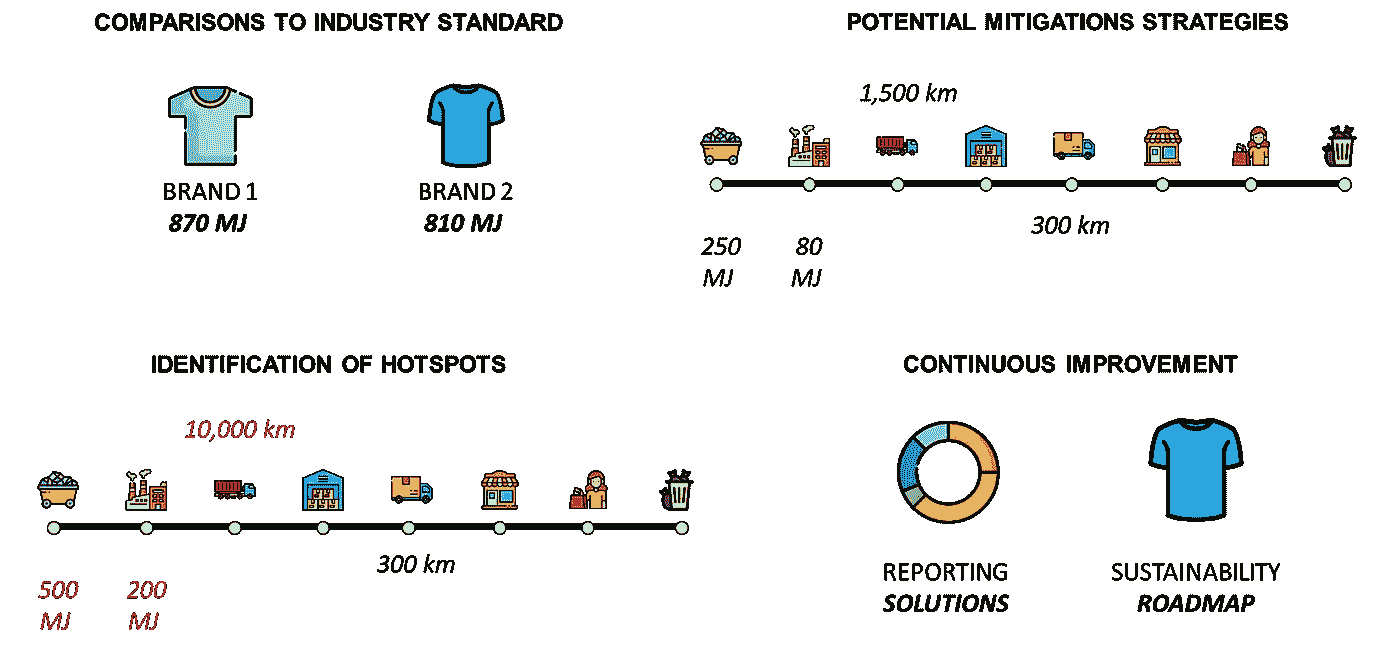 COMPARISONS TO INDUSTRY STANDARD
BRAND 1
870 MJ
BRAND 2
810 MJ
POTENTIAL MITIGATIONS STRATEGIES
1,500 km
300 km
250
MJ
80
MJ
IDENTIFICATION OF HOTSPOTS
10,000 km
300 km
500
MJ
200
MJ
CONTINUOUS IMPROVEMENT
REPORTING
SOLUTIONS
SUSTAINABILITY
ROADMAP